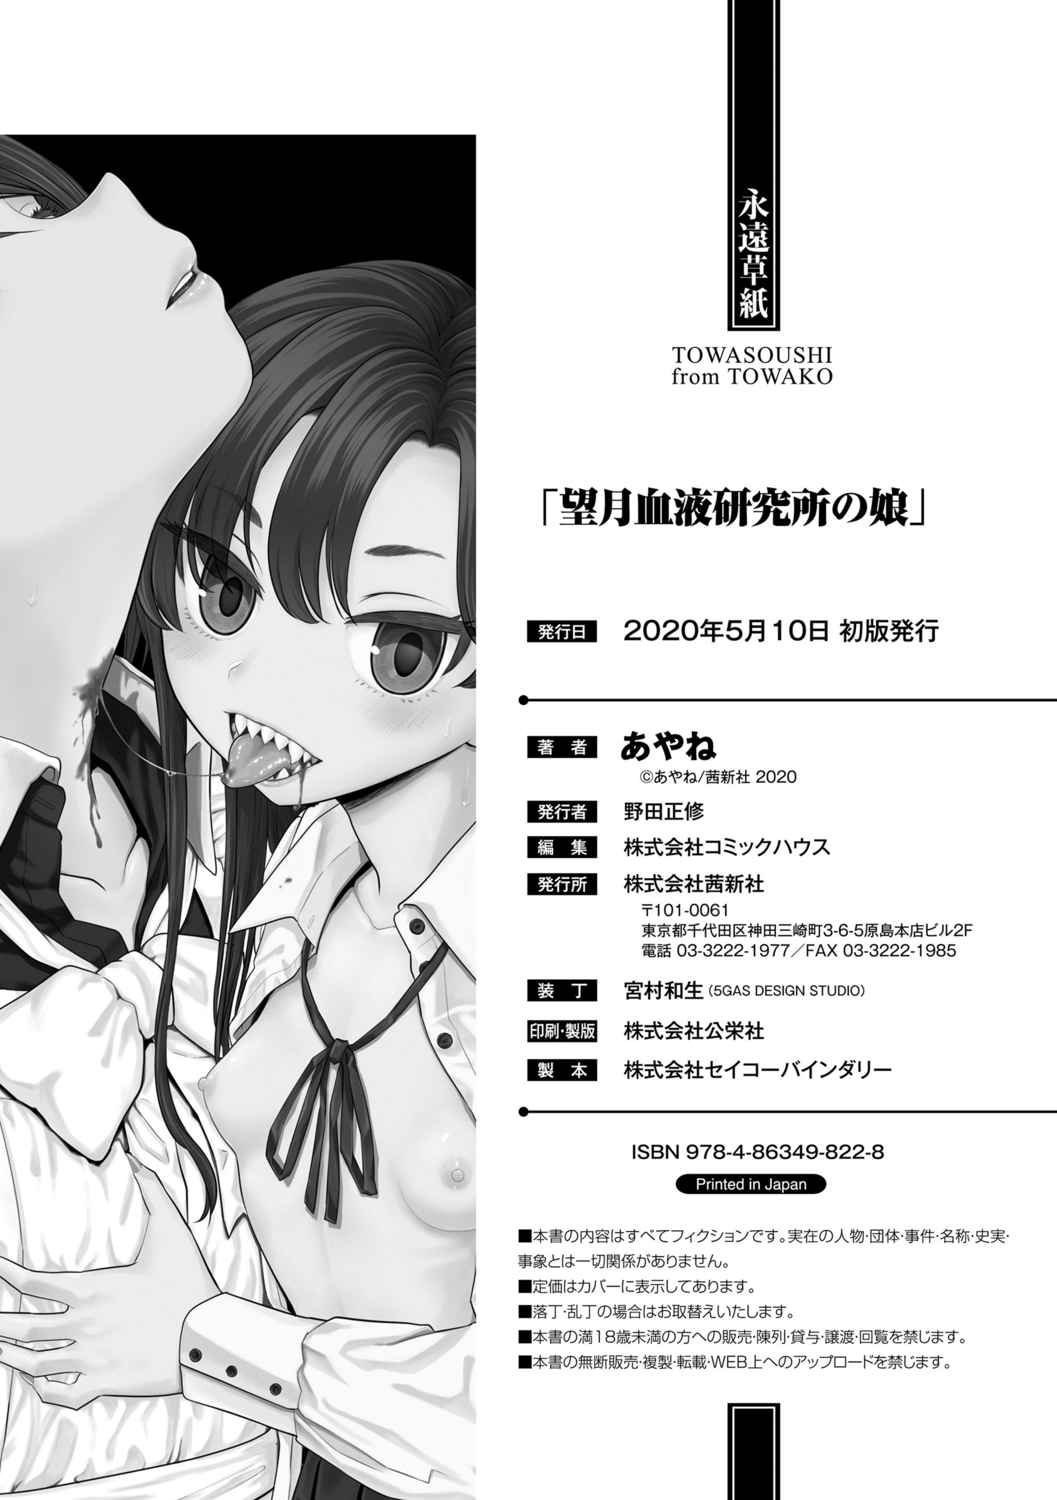 永遠草紙
TOWASOUSHI
from TOWAKO
「望月血液研究所の娘」
発行日 2020年5月10日 初版発行
著 者 あやね
©あやね/茜新社 2020
発行者 野田正修
編 集 株式会社コミックハウス
発行所 株式会社茜新社
〒101-0061
東京都千代田区神田三崎町3-6-5原島本店ビル2F
電話 03-3222-1977／FAX 03-3222-1985
装 丁 宮村和生 (5GAS DESIGN STUDIO)
印刷・製版 株式会社公栄社
製 本 株式会社セイコーバインダリー
ISBN 978-4-86349-822-8
Printed in Japan
■本書の内容はすべてフィクションです。実在の人物・団体・事件・名称・史実・
事象とは一切関係がありません。
■定価はカバーに表示してあります。
■落丁・乱丁の場合はお取替えいたします。
■本書の満18歳未満の方への販売・陳列・貸与・譲渡・回覧を禁じます。
■本書の無断販売・複製・転載・WEB上へのアップロードを禁じます。